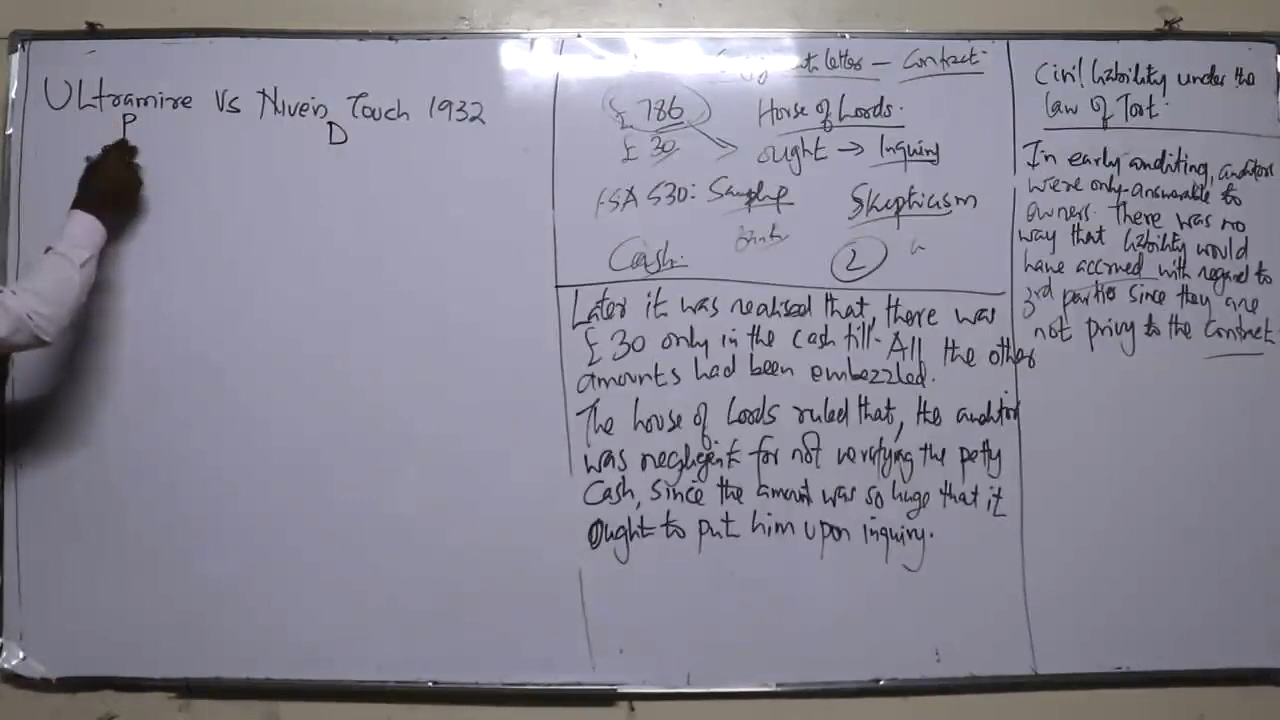 ULtramire Vs Niven Touch 1932
P
D
letter – Contract
£ 786
House of Lords.
£ 30
ought → Inquiry
ISA 530: Sampling
Skepticism
Cash.
2
Later it was realised that, there was
£ 30 only in the cash till. All the other
amounts had been embezzled.
The house of Lords ruled that, the auditor
was negligent for not verifying the petty
Cash, since the amount was so huge that it
Ought to put him upon inquiry.
Civil liability under the
law of Tort.
In early auditing, auditors
were only answerable to
owners. There was no
way that liability would
have accrued with regard to
3rd parties since they are
not privy to the Contract